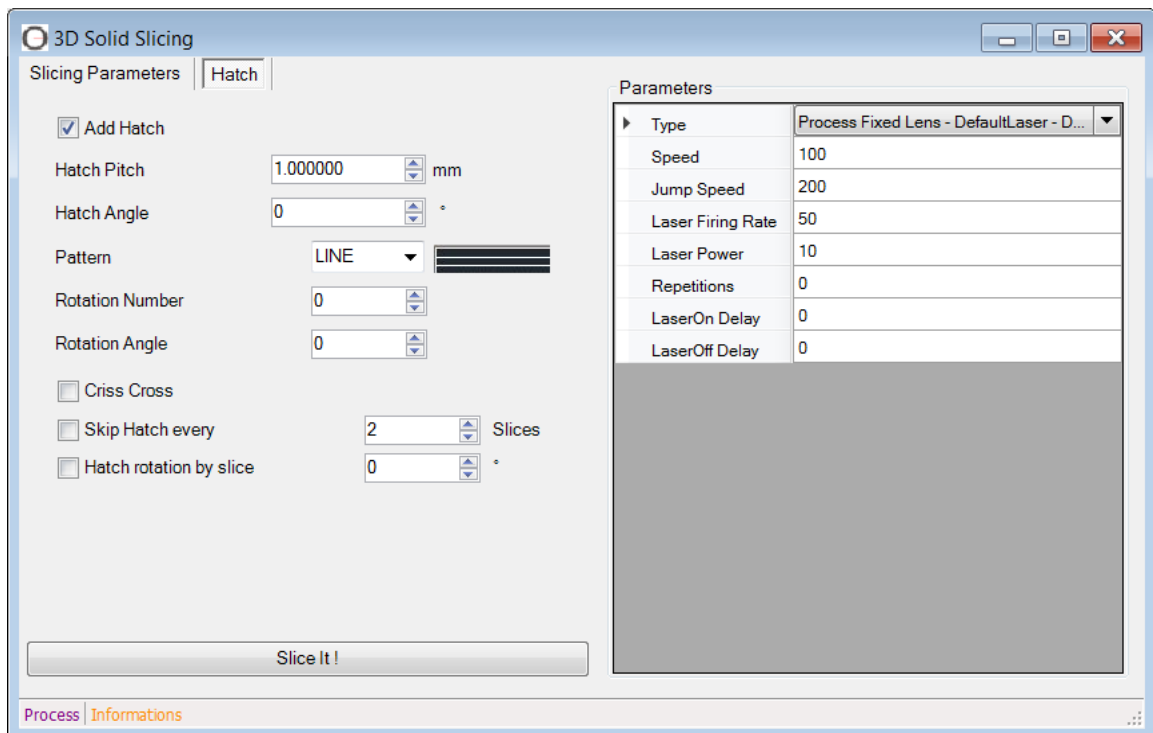 3D Solid Slicing
Slicing Parameters Hatch
Add Hatch
Hatch Pitch 1.000000 mm
Hatch Angle 0 °
Pattern LINE
Rotation Number 0
Rotation Angle 0
Criss Cross
Skip Hatch every 2 Slices
Hatch rotation by slice 0 °
Slice It !
Parameters
Type Process Fixed Lens - DefaultLaser - D...
Speed 100
Jump Speed 200
Laser Firing Rate 50
Laser Power 10
Repetitions 0
LaserOn Delay 0
LaserOff Delay 0
Process Informations